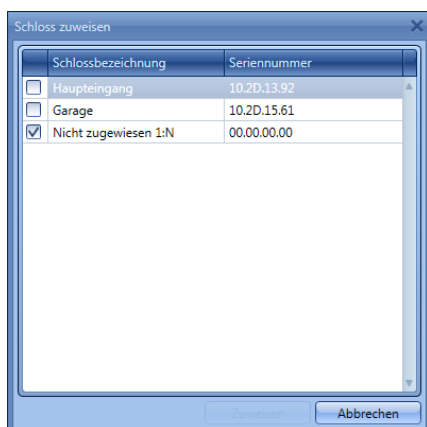 Schloss zuweisen
Schlossbezeichnung Seriennummer
Haupteingang 10.2D.13.92
Garage 10.2D.15.61
Nicht zugewiesen 1:N 00.00.00.00
Zuweisen Abbrechen